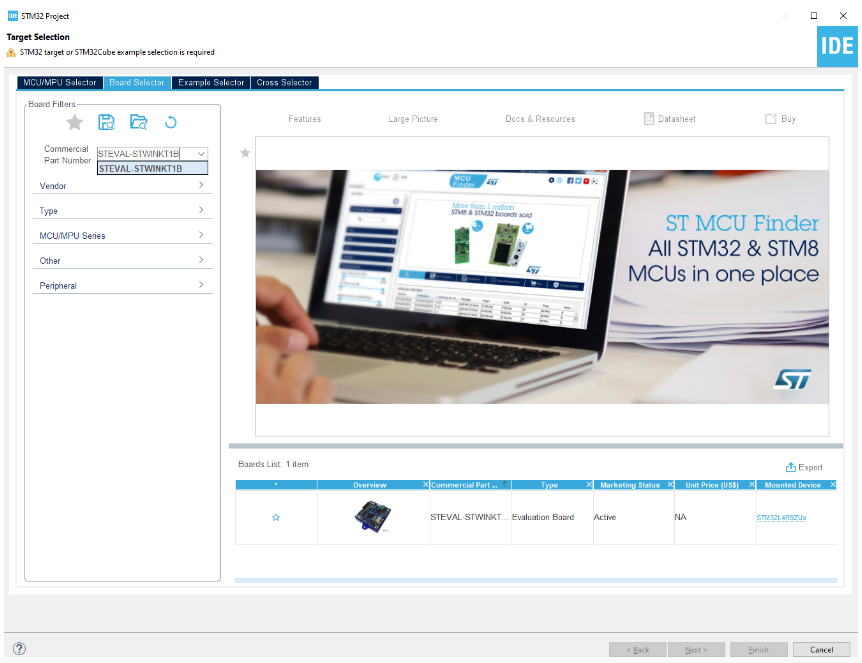 IDE STM32 Project
Target Selection
STM32 target or STM32Cube example selection is required
IDE
MCU/MPU Selector Board Selector Example Selector Cross Selector
Board Filters
Commercial
Part Number
STEVAL-STWINKT1B
STEVAL-STWINKT1B
Vendor
Type
MCU/MPU Series
Other
Peripheral
Features Large Picture Docs & Resources Datasheet Buy
MCU
Finder
ST
More than 1 million
STM8 & STM32 boards sold
ST MCU Finder
All STM32 & STM8
MCUs in one place
ST
Boards List: 1 item
Export
* Overview Commercial Part ... Type Marketing Status Unit Price (US$) Mounted Device
STEVAL-STWINKT... Evaluation Board Active NA STM32L4R9ZIJx
< Back Next > Finish Cancel